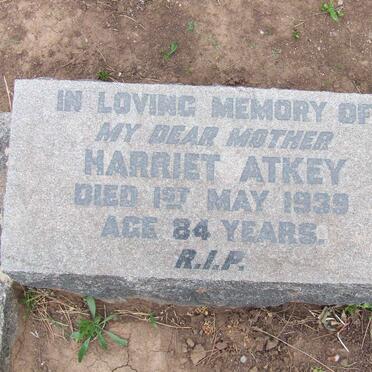 IN LOVING MEMORY OF
MY DEAR MOTHER
HARRIET ATKEY
DIED 1ST MAY 1939
AGE 84 YEARS.
R.I.P.